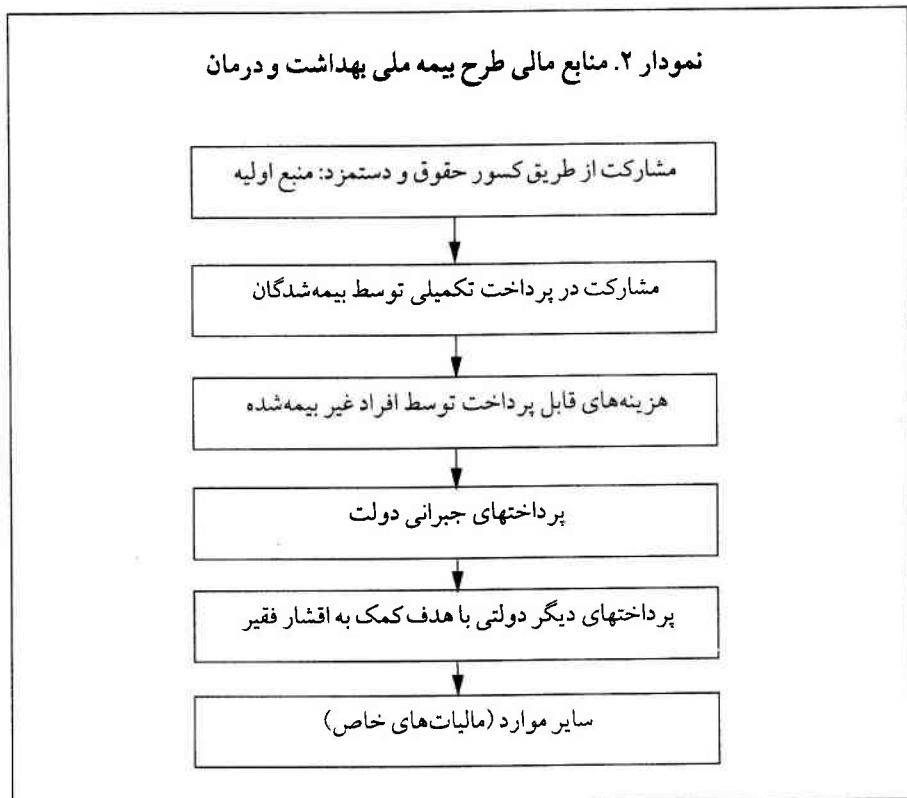 نمودار ۲. منابع مالی طرح بیمه ملی بهداشت و درمان
مشارکت از طریق کسور حقوق و دستمزد: منبع اولیه
مشارکت در پرداخت تکمیلی توسط بیمه‌شدگان
هزینه‌های قابل پرداخت توسط افراد غیر بیمه‌شده
پرداختهای جبرانی دولت
پرداختهای دیگر دولتی با هدف کمک به اقشار فقیر
سایر موارد (مالیات‌های خاص)